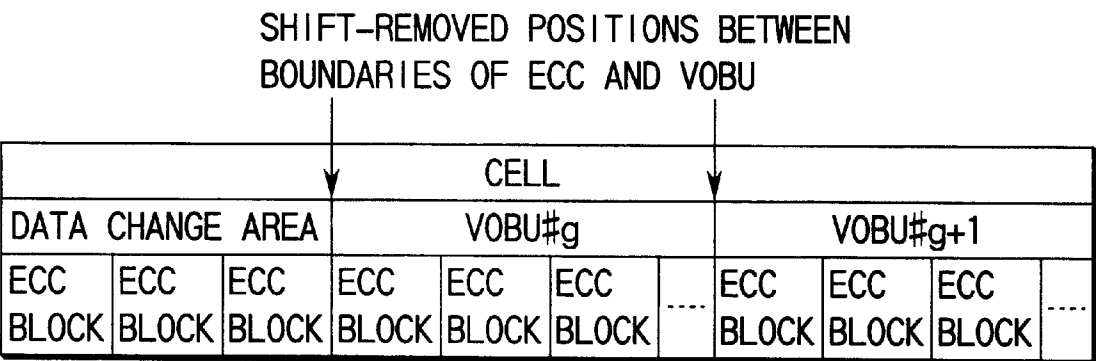 SHIFT-REMOVED POSITIONS BETWEEN
BOUNDARIES OF ECC AND VOBU
CELL
DATA CHANGE AREA VOBU#g VOBU#g+1
ECC ECC ECC ECC ECC ECC ECC ECC ECC
BLOCK BLOCK BLOCK BLOCK BLOCK BLOCK ..... BLOCK BLOCK BLOCK .....